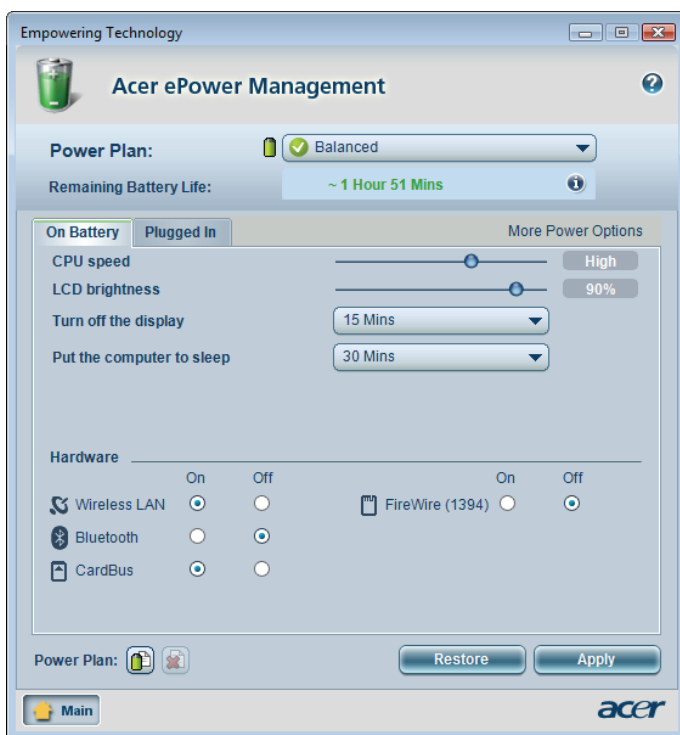 Empowering Technology
Acer ePower Management
Power Plan: Balanced
Remaining Battery Life: ~ 1 Hour 51 Mins
On Battery Plugged In More Power Options
CPU speed High
LCD brightness 90%
Turn off the display 15 Mins
Put the computer to sleep 30 Mins
Hardware
On Off On Off
Wireless LAN FireWire (1394)
Bluetooth
CardBus
Power Plan: Restore Apply
Main acer